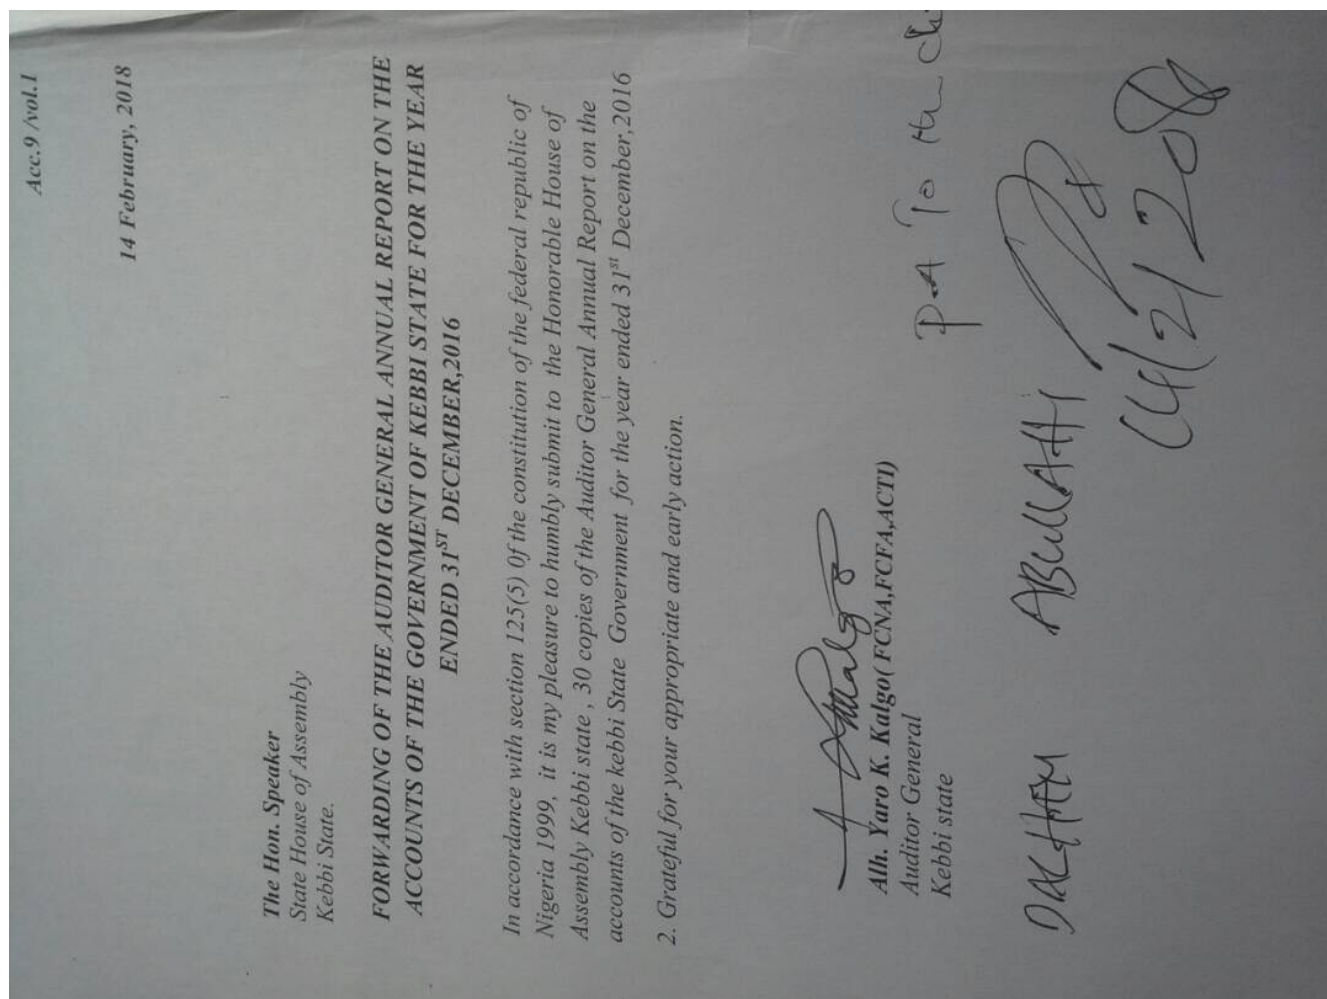 Acc.9 /vol.1
14 February, 2018
The Hon. Speaker
State House of Assembly
Kebbi State.
FORWARDING OF THE AUDITOR GENERAL ANNUAL REPORT ON THE
ACCOUNTS OF THE GOVERNMENT OF KEBBI STATE FOR THE YEAR
ENDED 31ST DECEMBER,2016
In accordance with section 125(5) 0f the constitution of the federal republic of
Nigeria 1999, it is my pleasure to humbly submit to the Honorable House of
Assembly Kebbi state , 30 copies of the Auditor General Annual Report on the
accounts of the kebbi State Government for the year ended 31st December,2016
2. Grateful for your appropriate and early action.
Alh. Yaro K. Kalgo( FCNA,FCFA,ACTI)
Auditor General
Kebbi state
P.A To the